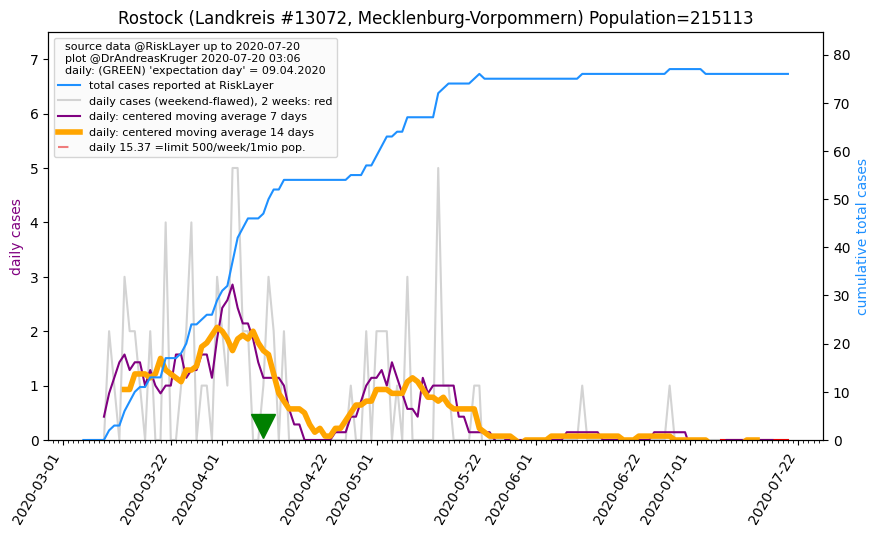 Rostock (Landkreis #13072, Mecklenburg-Vorpommern) Population=215113
source data @RiskLayer up to 2020-07-20
plot @DrAndreasKruger 2020-07-20 03:06
daily: (GREEN) 'expectation day' = 09.04.2020
total cases reported at RiskLayer
daily cases (weekend-flawed), 2 weeks: red
daily: centered moving average 7 days
daily: centered moving average 14 days
daily 15.37 =limit 500/week/1mio pop.
daily cases
7
6
5
4
3
2
1
0
cumulative total cases
80
70
60
50
40
30
20
10
0
2020-03-01
2020-03-22
2020-04-01
2020-04-22
2020-05-01
2020-05-22
2020-06-01
2020-06-22
2020-07-01
2020-07-22